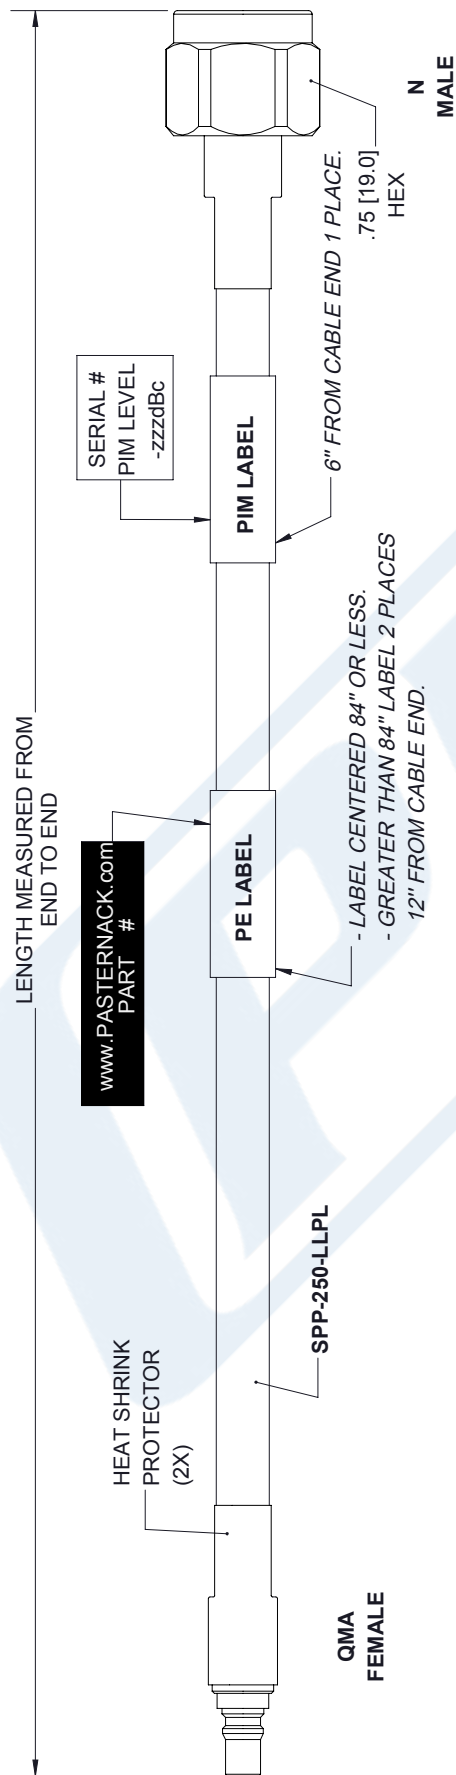 LENGTH MEASURED FROM
END TO END
HEAT SHRINK
PROTECTOR
(2X)
www.PASTERNACK.com
PART #
SERIAL #
PIM LEVEL
-zzzdBc
PE LABEL
PIM LABEL
QMA
FEMALE
SPP-250-LLPL
- LABEL CENTERED 84" OR LESS.
- GREATER THAN 84" LABEL 2 PLACES
12" FROM CABLE END.
6" FROM CABLE END 1 PLACE.
.75 [19.0]
HEX
N
MALE